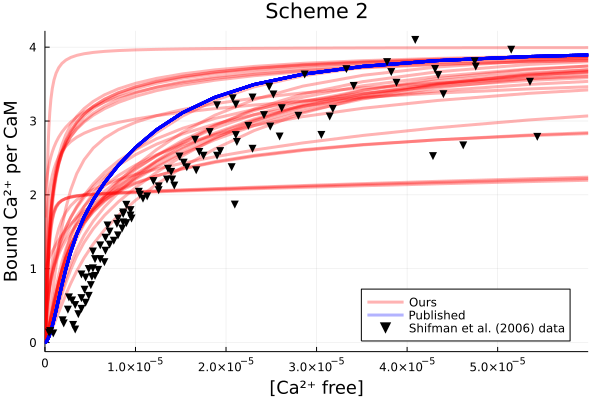 Scheme 2
Bound Ca²⁺ per CaM
4
3
2
1
0
0
1.0×10⁻⁵
2.0×10⁻⁵
3.0×10⁻⁵
4.0×10⁻⁵
5.0×10⁻⁵
[Ca²⁺ free]
Ours
Published
Shifman et al. (2006) data